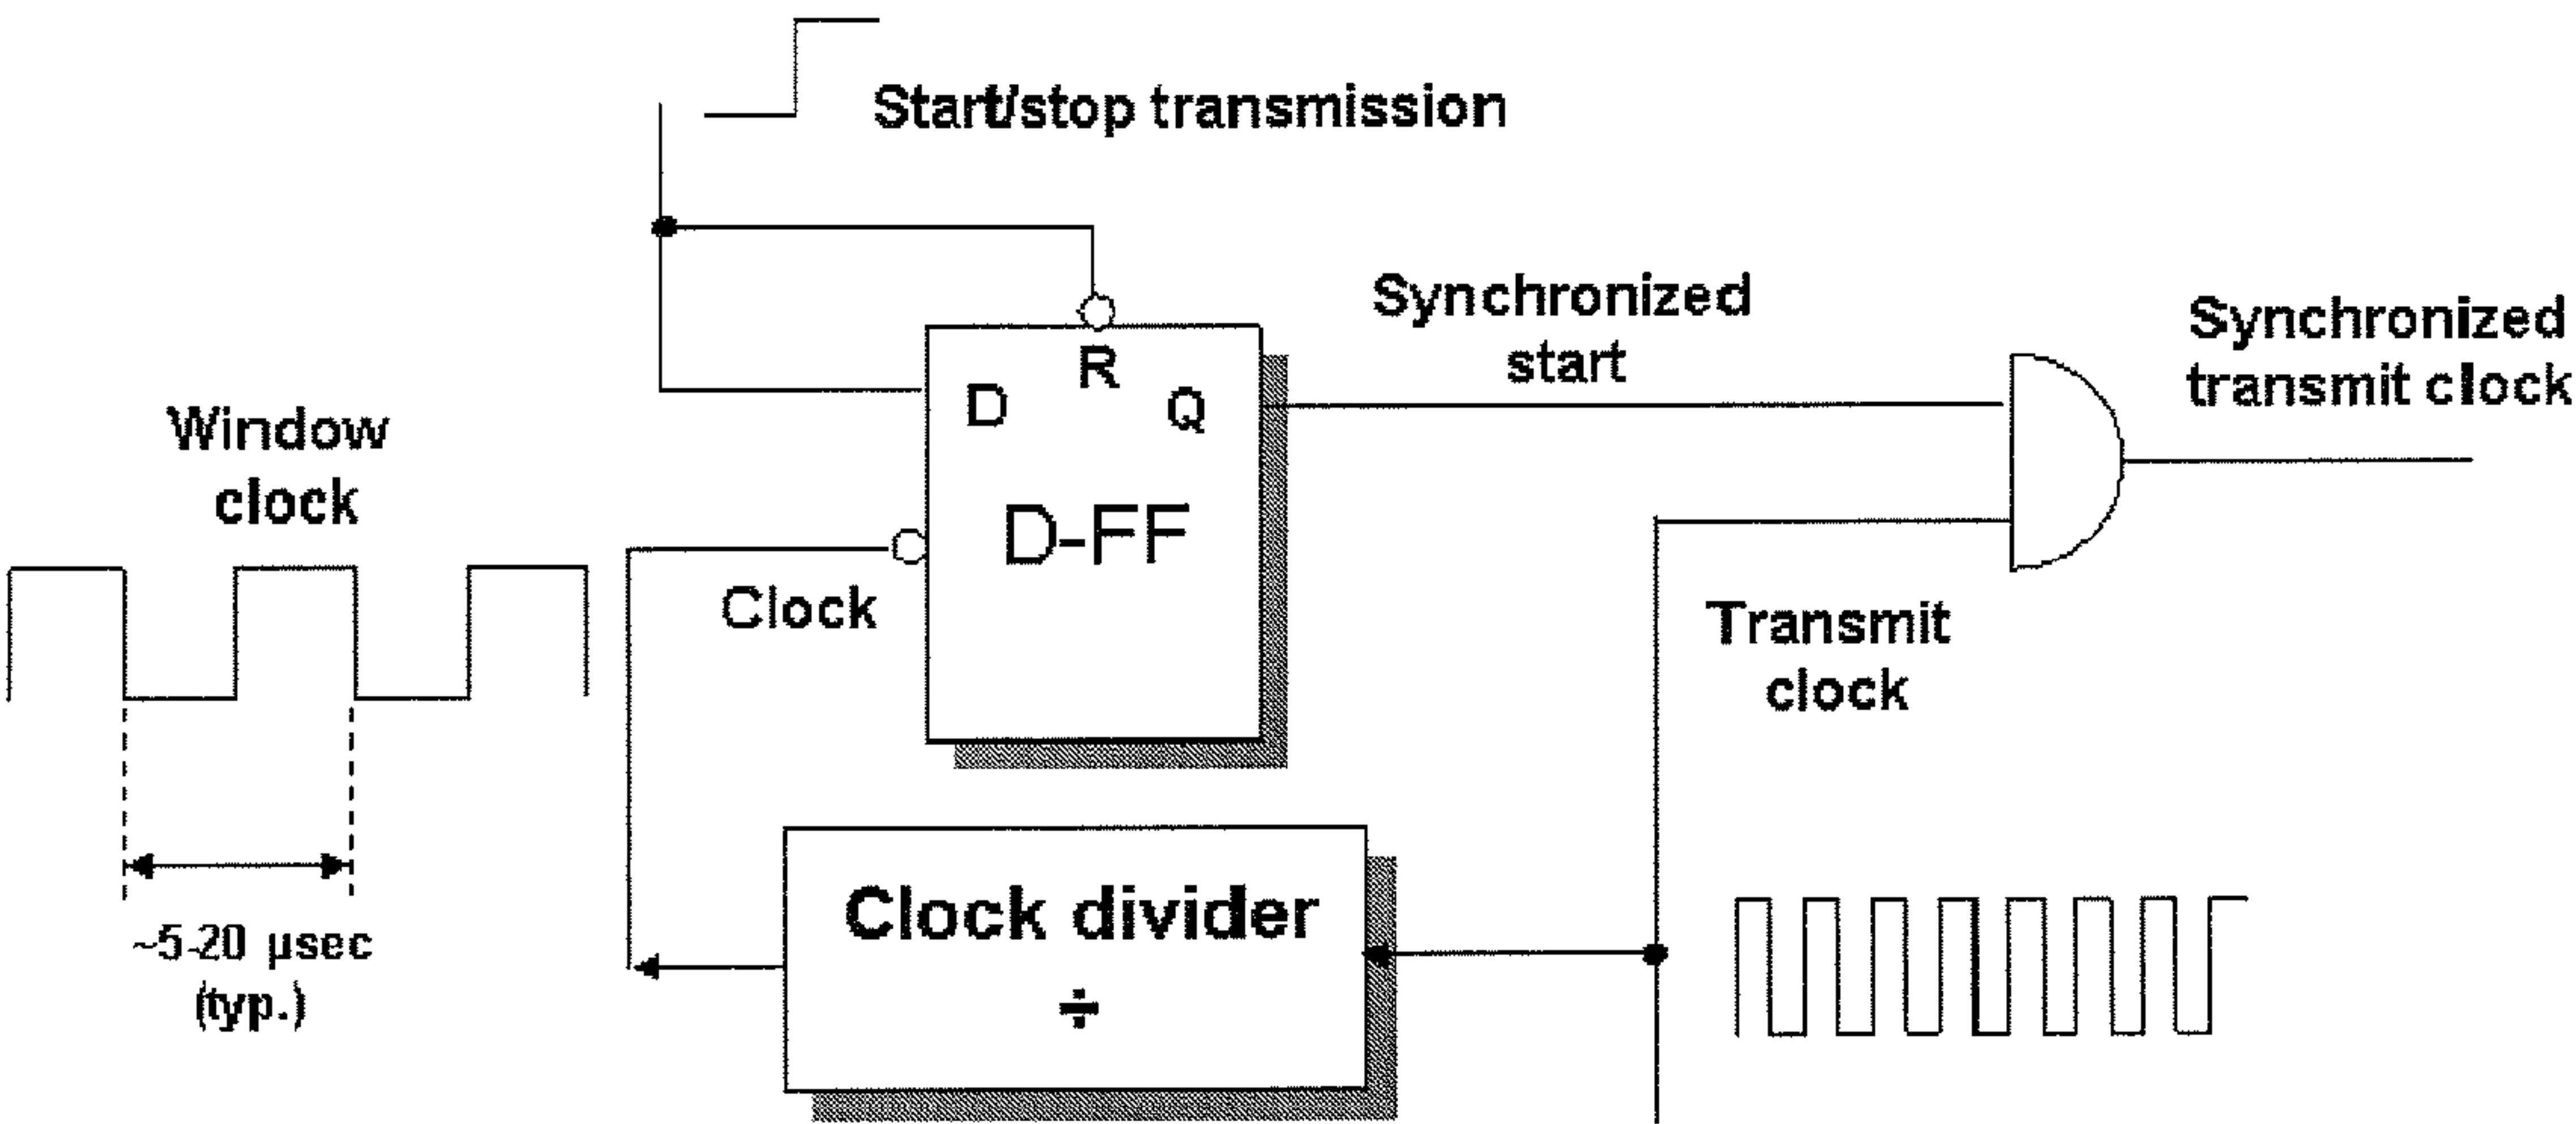 Start/stop transmission
Synchronized
start
Synchronized
transmit clock
Window
clock
D
R
Q
D-FF
Clock
Transmit
clock
Clock divider
÷
~5-20 µsec
(typ.)